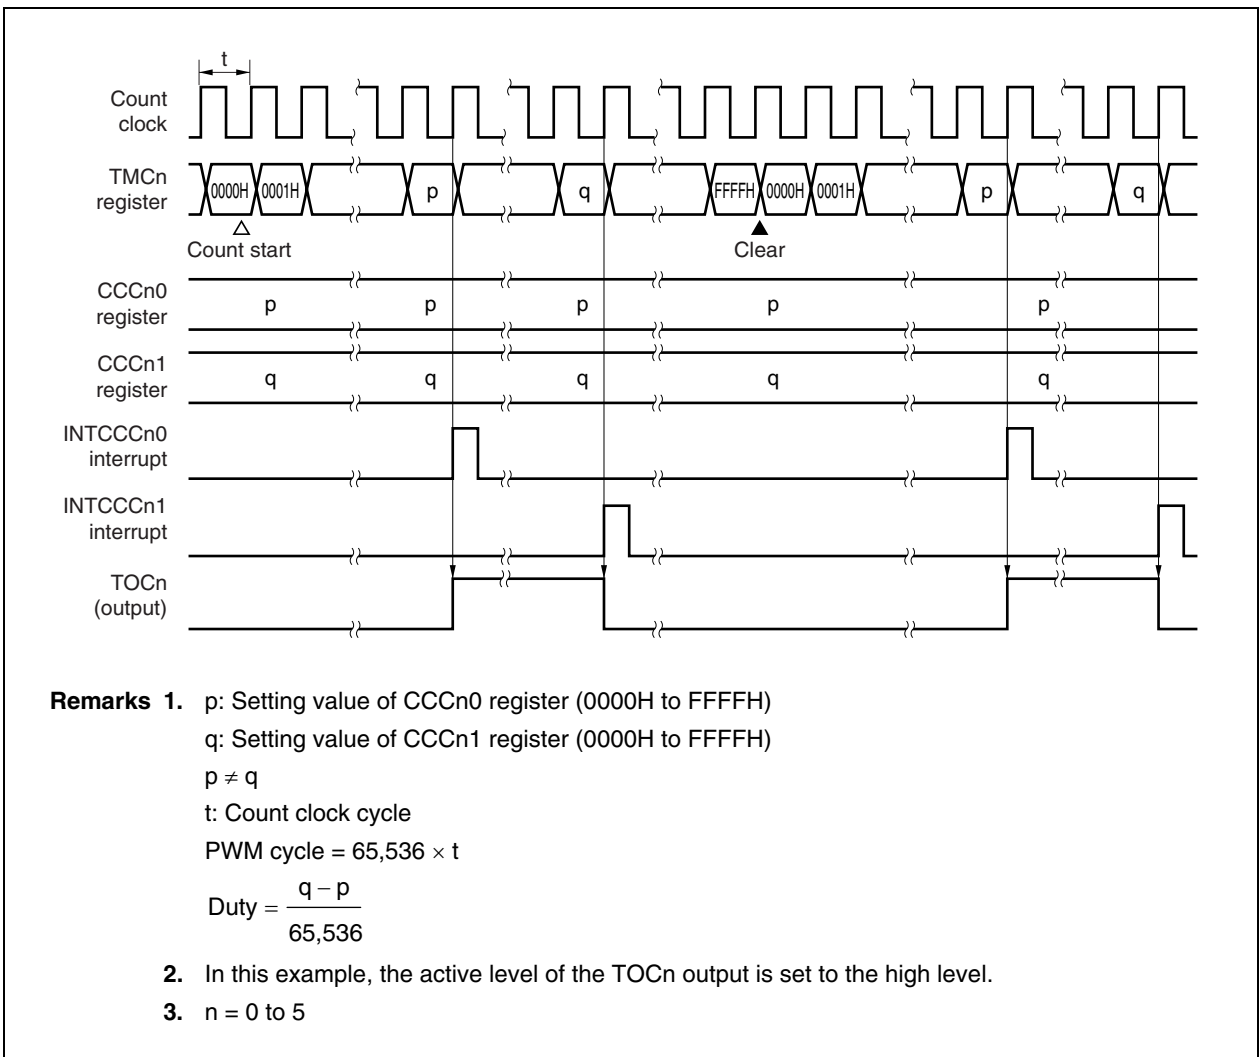 t
Count
clock
TMCn
register
0000H 0001H p q FFFFH 0000H 0001H p q
Count start Clear
CCCn0
register
p p p p p
CCCn1
register
q q q q q
INTCCCn0
interrupt
INTCCCn1
interrupt
TOCn
(output)
Remarks 1. p: Setting value of CCCn0 register (0000H to FFFFH)
q: Setting value of CCCn1 register (0000H to FFFFH)
p ≠ q
t: Count clock cycle
PWM cycle = 65,536 × t
Duty = q − p
65,536
2. In this example, the active level of the TOCn output is set to the high level.
3. n = 0 to 5